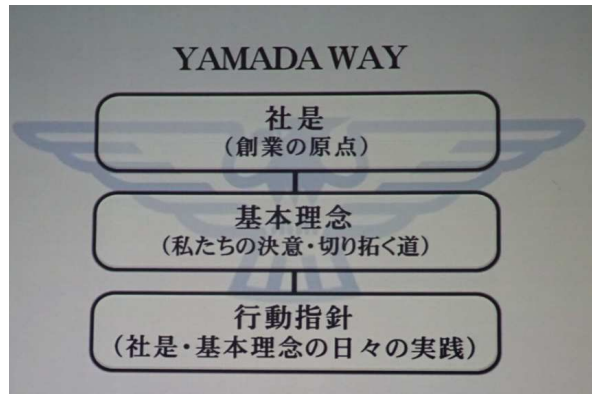 YAMADA WAY
社是
（創業の原点）
基本理念
（私たちの決意・切り拓く道）
行動指針
（社是・基本理念の日々の実践）